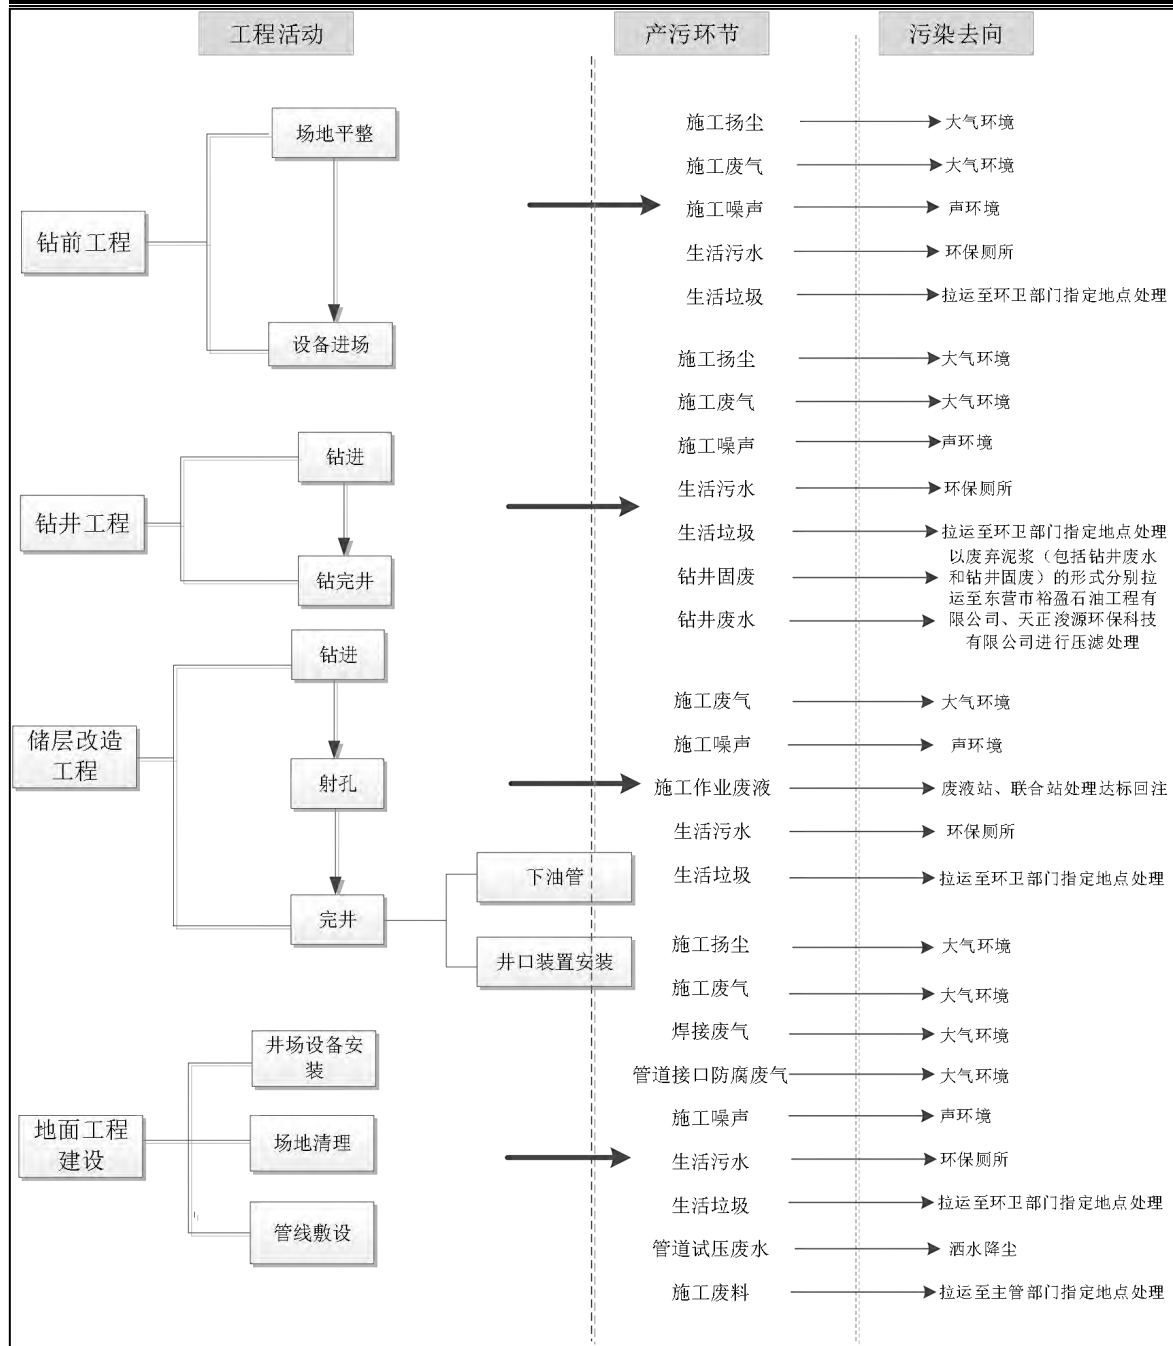 工程活动
产污环节
污染去向
钻前工程
场地平整
设备进场
施工扬尘
大气环境
施工废气
大气环境
施工噪声
声环境
生活污水
环保厕所
生活垃圾
拉运至环卫部门指定地点处理
钻井工程
钻进
钻完井
施工扬尘
大气环境
施工废气
大气环境
施工噪声
声环境
生活污水
环保厕所
生活垃圾
拉运至环卫部门指定地点处理
钻井固废
钻井废水
以废弃泥浆（包括钻井废水
和钻井固废）的形式分别拉
运至东营市裕盈石油工程有
限公司、天正浚源环保科技
有限公司进行压滤处理
储层改造
工程
钻进
射孔
完井
下油管
井口装置安装
施工废气
大气环境
施工噪声
声环境
施工作业废液
废液站、联合站处理达标回注
生活污水
环保厕所
生活垃圾
拉运至环卫部门指定地点处理
地面工程
建设
井场设备安
装
场地清理
管线敷设
施工扬尘
大气环境
施工废气
大气环境
焊接废气
大气环境
管道接口防腐废气
大气环境
施工噪声
声环境
生活污水
环保厕所
生活垃圾
拉运至环卫部门指定地点处理
管道试压废水
洒水降尘
施工废料
拉运至主管部门指定地点处理